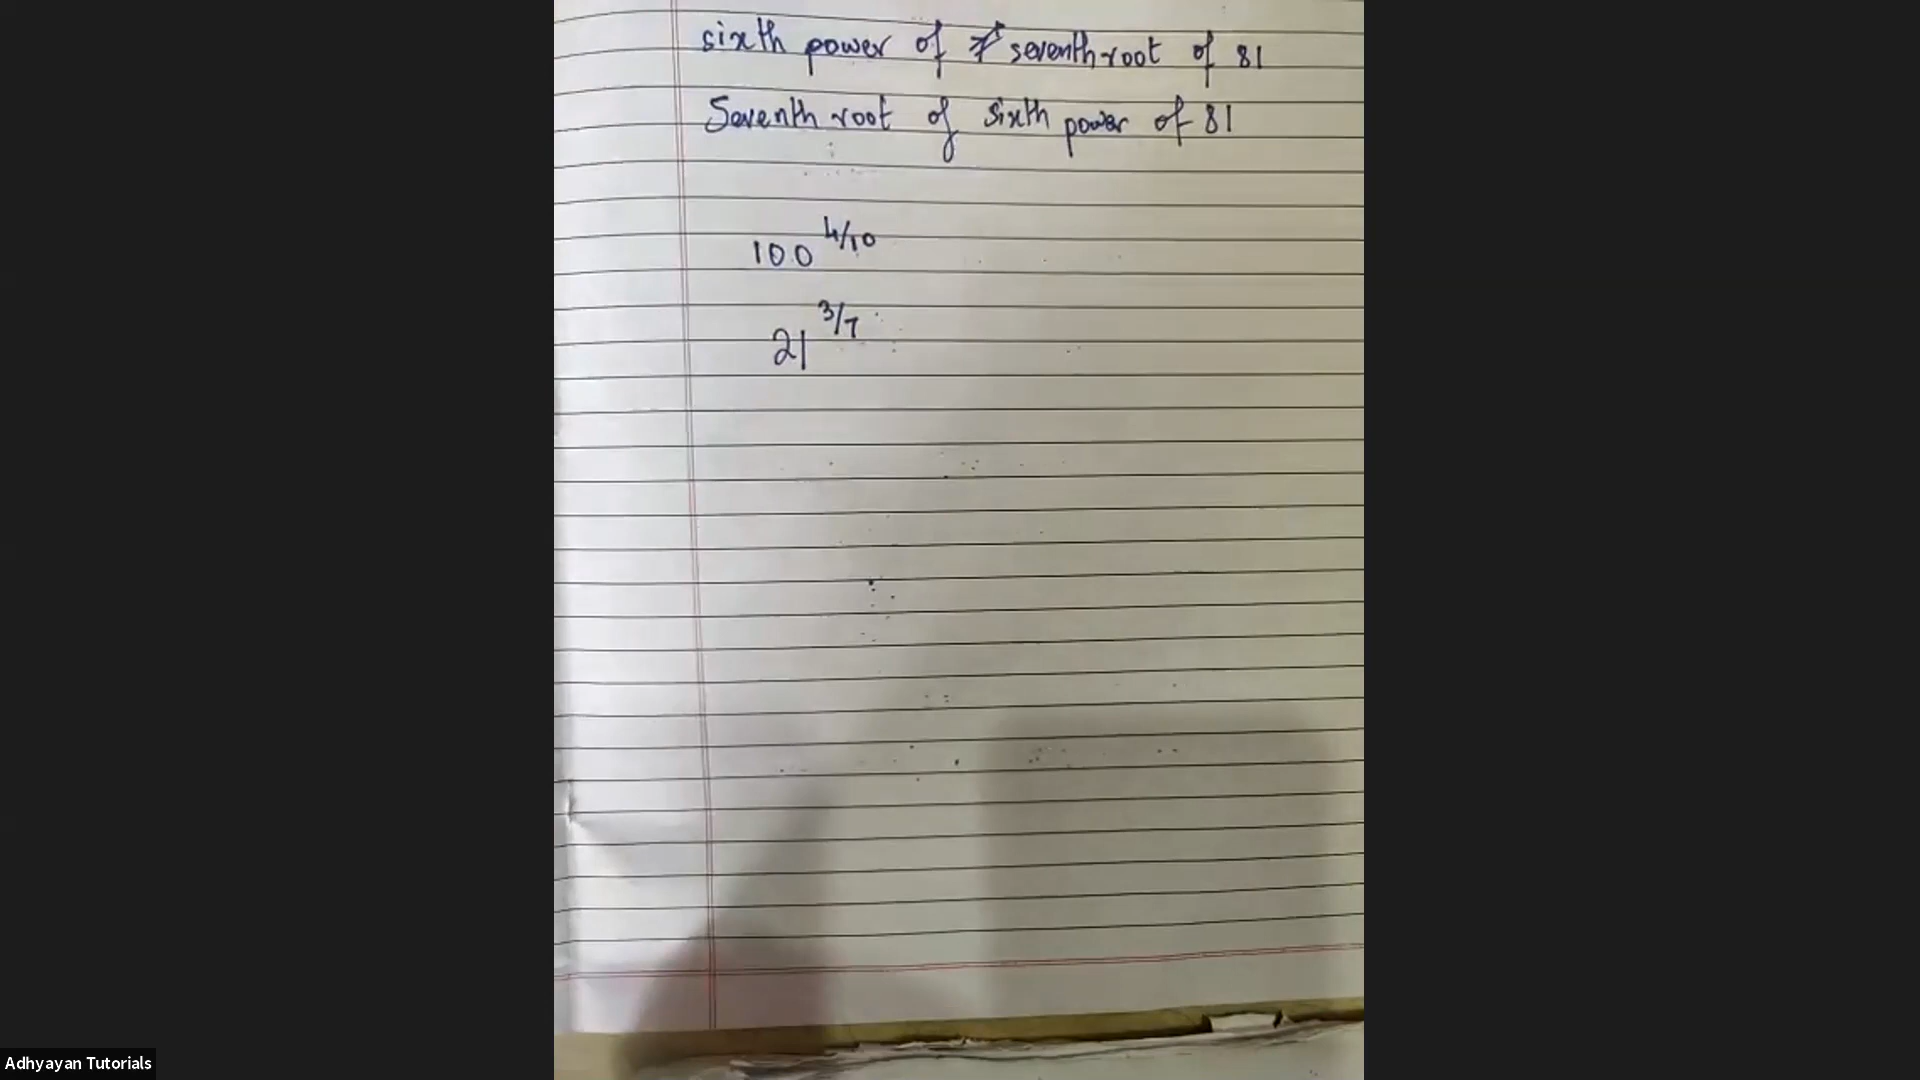 sixth power of seventh root of 81
Seventh root of sixth power of 81
100^4/10
21^3/7
Adhyayan Tutorials